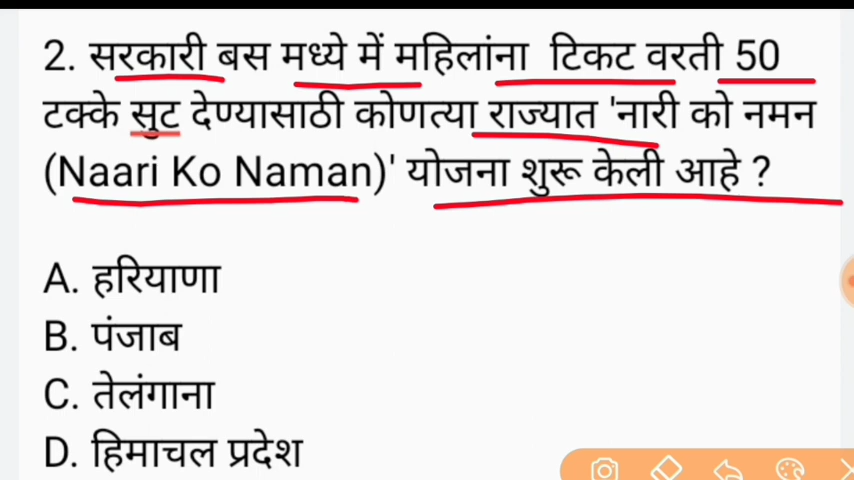 2. सरकारी बस मध्ये में महिलांना टिकट वरती 50
टक्के सुट देण्यासाठी कोणत्या राज्यात 'नारी को नमन
(Naari Ko Naman)' योजना शुरू केली आहे ?
A. हरियाणा
B. पंजाब
C. तेलंगाना
D. हिमाचल प्रदेश